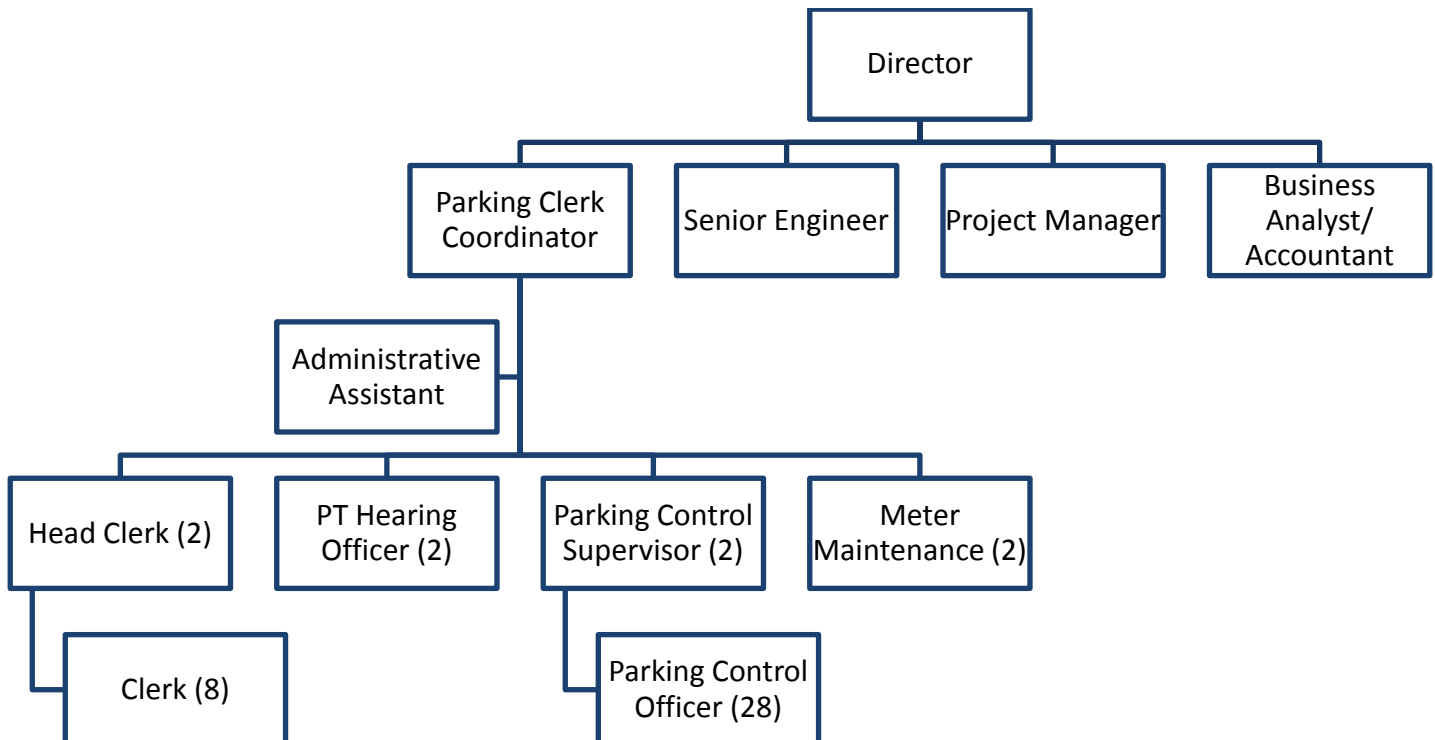 Director
Parking Clerk
Coordinator
Senior Engineer
Project Manager
Business
Analyst/
Accountant
Administrative
Assistant
Head Clerk (2)
PT Hearing
Officer (2)
Parking Control
Supervisor (2)
Meter
Maintenance (2)
Clerk (8)
Parking Control
Officer (28)